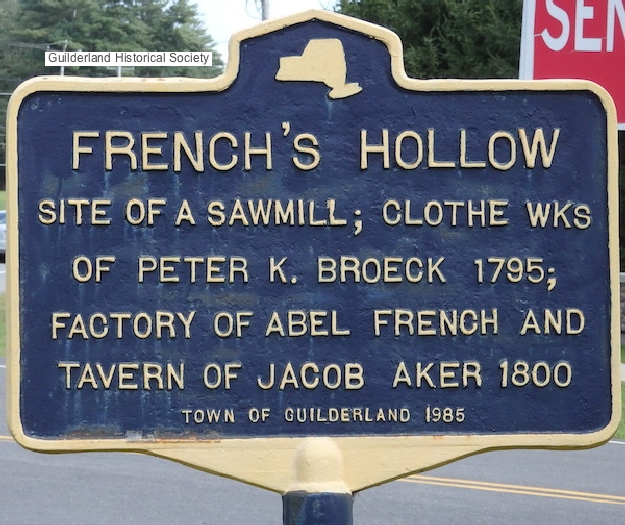 SEN
Guilderland Historical Society
FRENCH'S HOLLOW
SITE OF A SAWMILL; CLOTHE WKS
OF PETER K. BROECK 1795;
FACTORY OF ABEL FRENCH AND
TAVERN OF JACOB AKER 1800
TOWN OF GUILDERLAND 1985